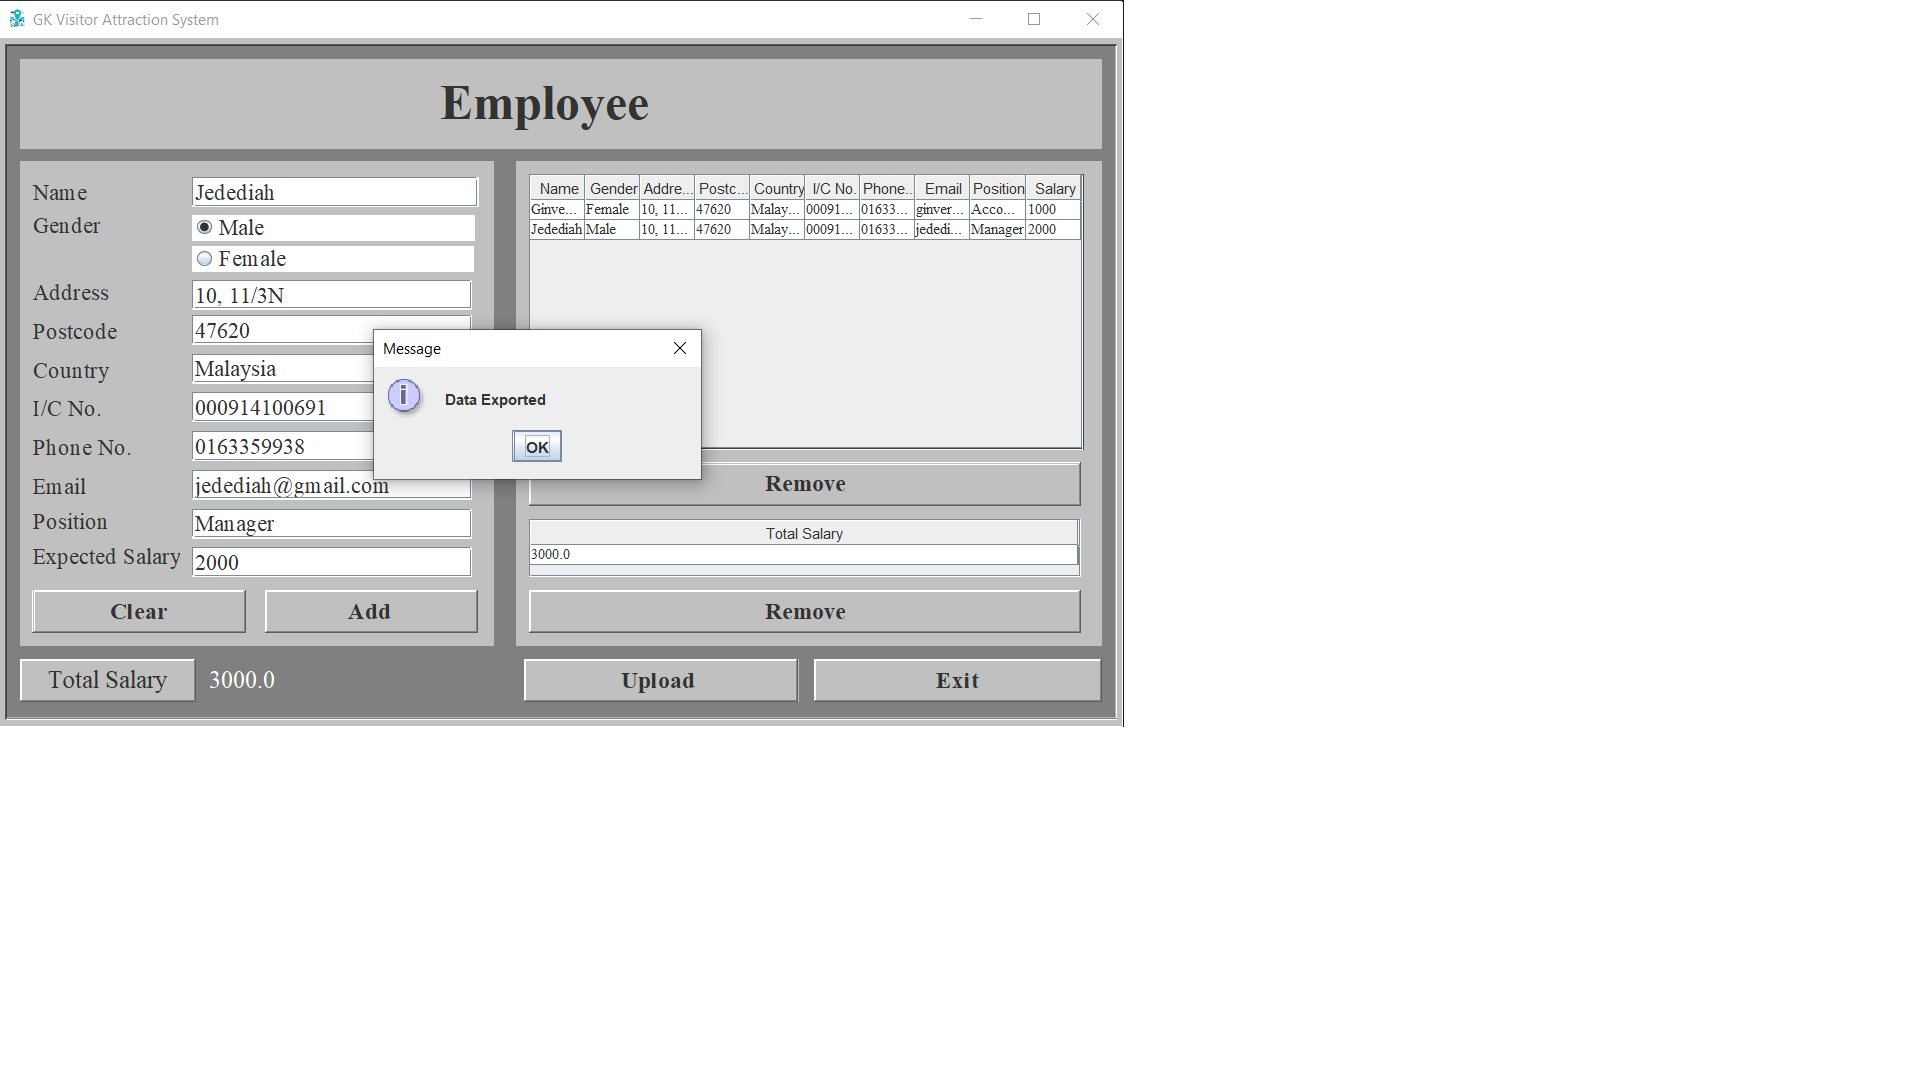 GK Visitor Attraction System
Employee
Name Jedediah
Gender Male
Female
Address 10, 11/3N
Postcode 47620
Country Malaysia
I/C No. 000914100691
Phone No. 0163359938
Email jedediah@gmail.com
Position Manager
Expected Salary 2000
Clear Add
Total Salary 3000.0
Name Gender Addre... Postc... Country I/C No. Phone.. Email Position Salary
Ginve... Female 10, 11... 47620 Malay... 00091... 01633... ginver... Acco... 1000
Jedediah Male 10, 11... 47620 Malay... 00091... 01633... jededi... Manager 2000
Message
Data Exported
OK
Remove
Total Salary
3000.0
Remove
Upload Exit